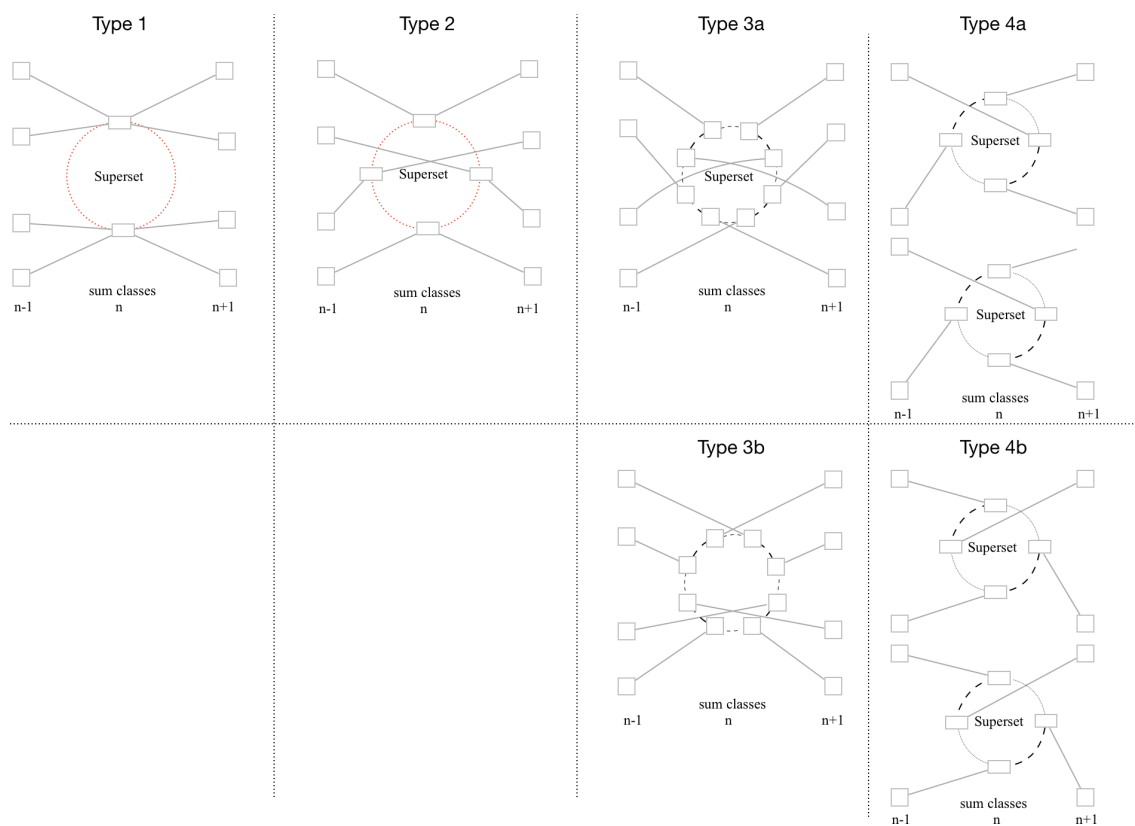 Type 1
Type 2
Type 3a
Type 4a
Superset
Superset
Superset
Superset
Superset
sum classes
n-1 n n+1
sum classes
n-1 n n+1
sum classes
n-1 n n+1
sum classes
n-1 n n+1
Type 3b
Type 4b
Superset
Superset
sum classes
n-1 n n+1
sum classes
n-1 n n+1